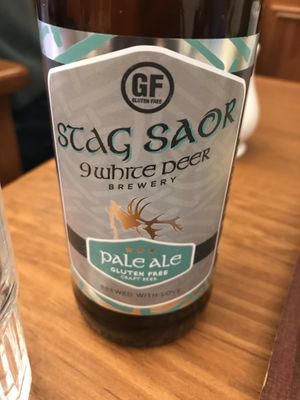 GF
GLUTEN FREE
STAG SAOR
9 WHITE DEER
BREWERY
PALE ALE
GLUTEN FREE
CRAFT BEER
BREWED WITH LOVE